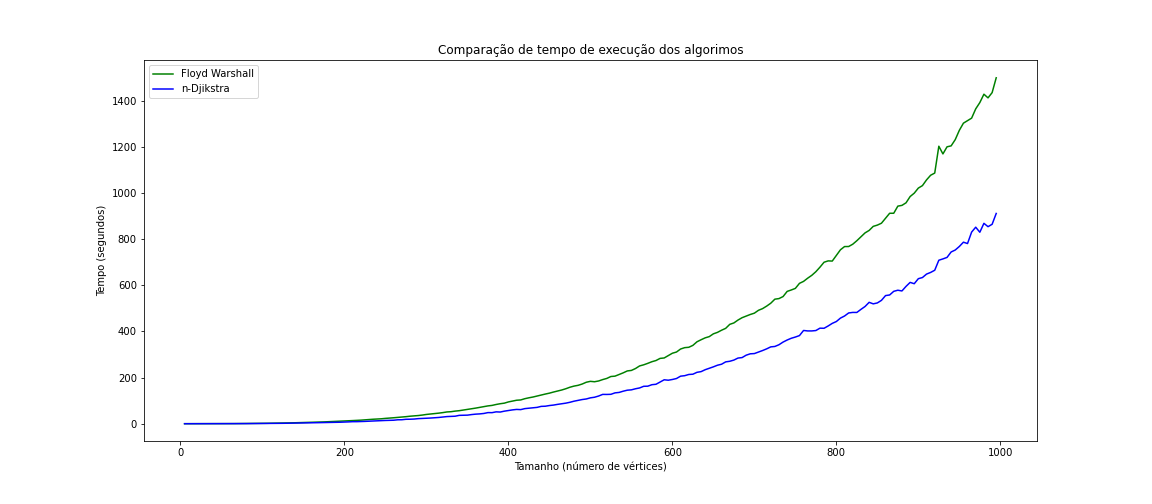 Comparação de tempo de execução dos algorimos
Floyd Warshall
n-Djikstra
1400
1200
1000
800
600
400
200
0
Tempo (segundos)
0 200 400 600 800 1000
Tamanho (número de vértices)